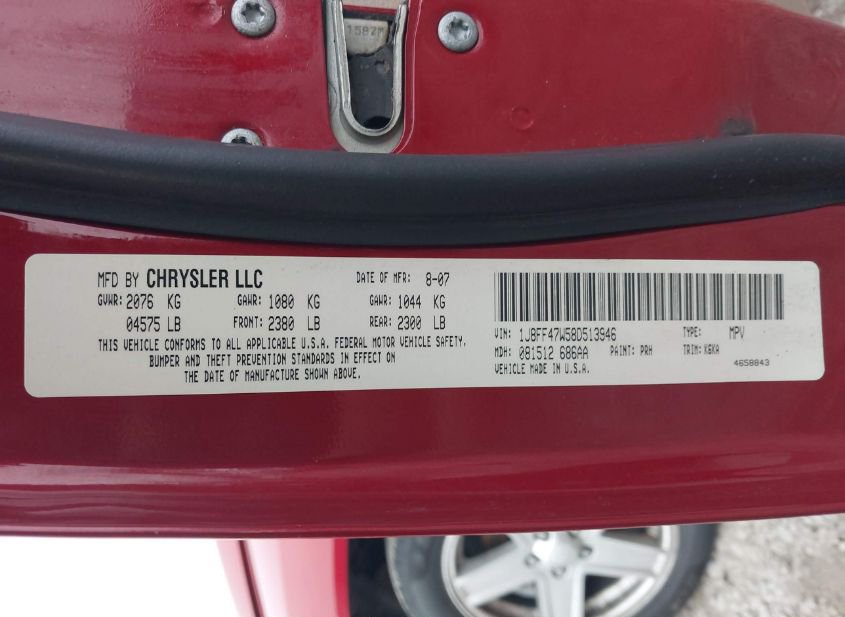 1582M
MFD BY CHRYSLER LLC DATE OF MFR: 8-07
GVWR: 2076 KG GAWR: 1080 KG GAWR: 1044 KG
04575 LB FRONT: 2380 LB REAR: 2300 LB
THIS VEHICLE CONFORMS TO ALL APPLICABLE U.S.A. FEDERAL MOTOR VEHICLE SAFETY,
BUMPER AND THEFT PREVENTION STANDARDS IN EFFECT ON
THE DATE OF MANUFACTURE SHOWN ABOVE.
VIN: 1J8FF47W58D513946 TYPE: MPV
MDH: 081512 686AA PAINT: PRH TRIM: K8KA
VEHICLE MADE IN U.S.A. 4658843